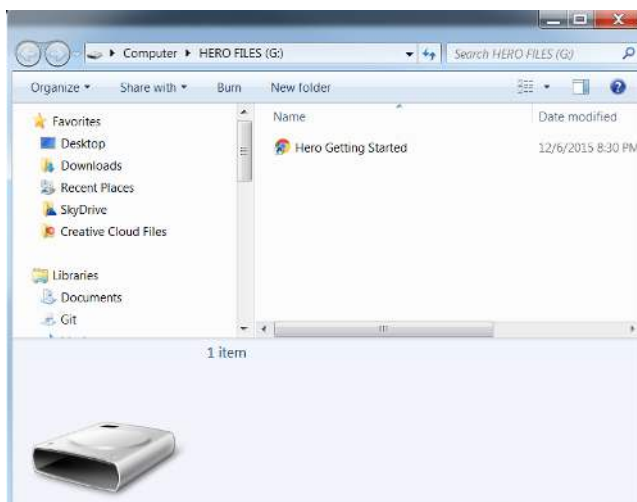 Computer ▸ HERO FILES (G:)
Search HERO FILES (G:)
Organize ▾ Share with ▾ Burn New folder
Favorites
Desktop
Downloads
Recent Places
SkyDrive
Creative Cloud Files
Libraries
Documents
Git
Name Date modified
Hero Getting Started 12/6/2015 8:30 PM
1 item